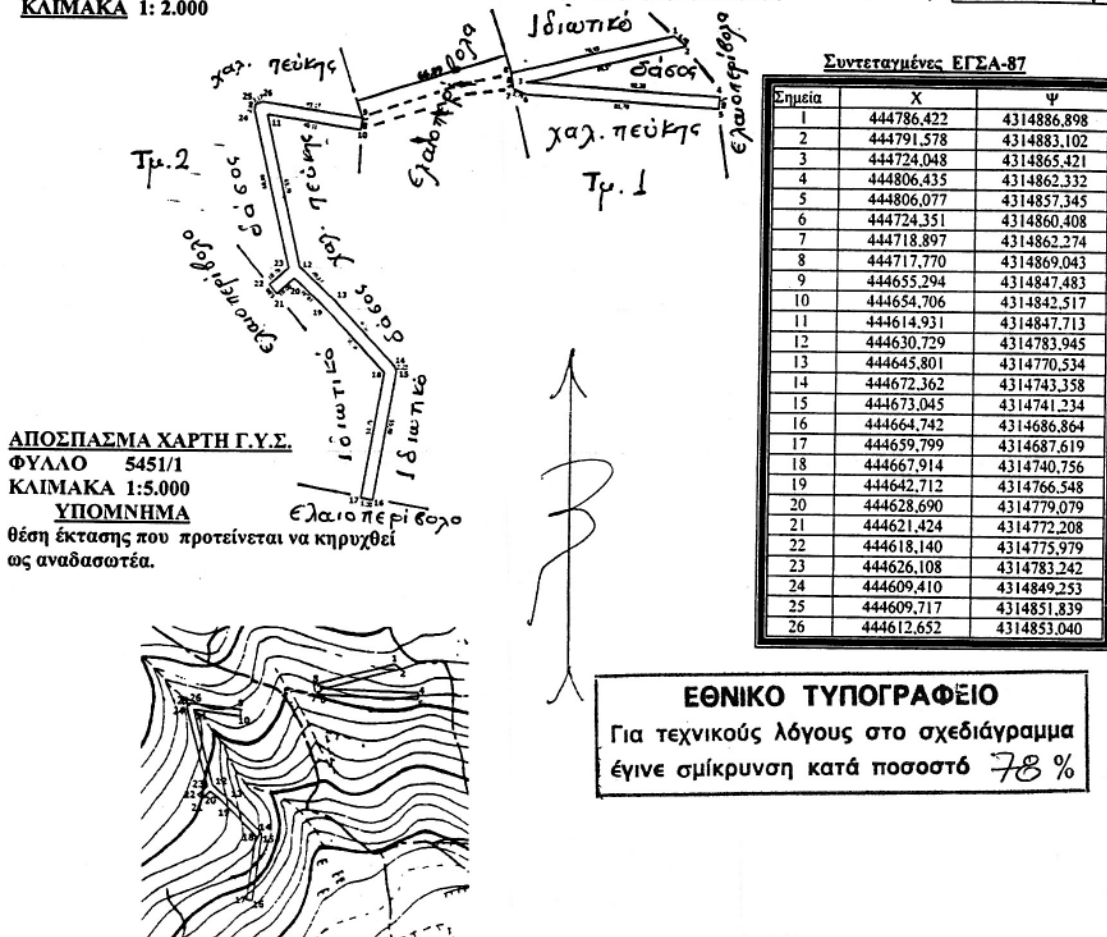 ΚΛΙΜΑΚΑ 1: 2.000
Ιδιωτικό
δάσος
χαλ. πεύκης
Ελαιοπερίβολο
Τμ. 1
Ελαιοπερίβολα
66,09
χαλ. πεύκης
Τμ. 2
δάσος
χαλ. πεύκης
Ελαιοπερίβολο
δάσος
Ιδιωτικό
Ιδιωτικό
Ελαιοπερίβολο
Συντεταγμένες ΕΓΣΑ-87
Σημεία Χ Ψ
1 444786,422 4314886,898
2 444791,578 4314883,102
3 444724,048 4314865,421
4 444806,435 4314862,332
5 444806,077 4314857,345
6 444724,351 4314860,408
7 444718,897 4314862,274
8 444717,770 4314869,043
9 444655,294 4314847,483
10 444654,706 4314842,517
11 444614,931 4314847,713
12 444630,729 4314783,945
13 444645,801 4314770,534
14 444672,362 4314743,358
15 444673,045 4314741,234
16 444664,742 4314686,864
17 444659,799 4314687,619
18 444667,914 4314740,756
19 444642,712 4314766,548
20 444628,690 4314779,079
21 444621,424 4314772,208
22 444618,140 4314775,979
23 444626,108 4314783,242
24 444609,410 4314849,253
25 444609,717 4314851,839
26 444612,652 4314853,040
ΑΠΟΣΠΑΣΜΑ ΧΑΡΤΗ Γ.Υ.Σ.
ΦΥΛΛΟ 5451/1
ΚΛΙΜΑΚΑ 1:5.000
ΥΠΟΜΝΗΜΑ
θέση έκτασης που προτείνεται να κηρυχθεί
ως αναδασωτέα.
ΕΘΝΙΚΟ ΤΥΠΟΓΡΑΦΕΙΟ
Για τεχνικούς λόγους στο σχεδιάγραμμα
έγινε σμίκρυνση κατά ποσοστό 78 %